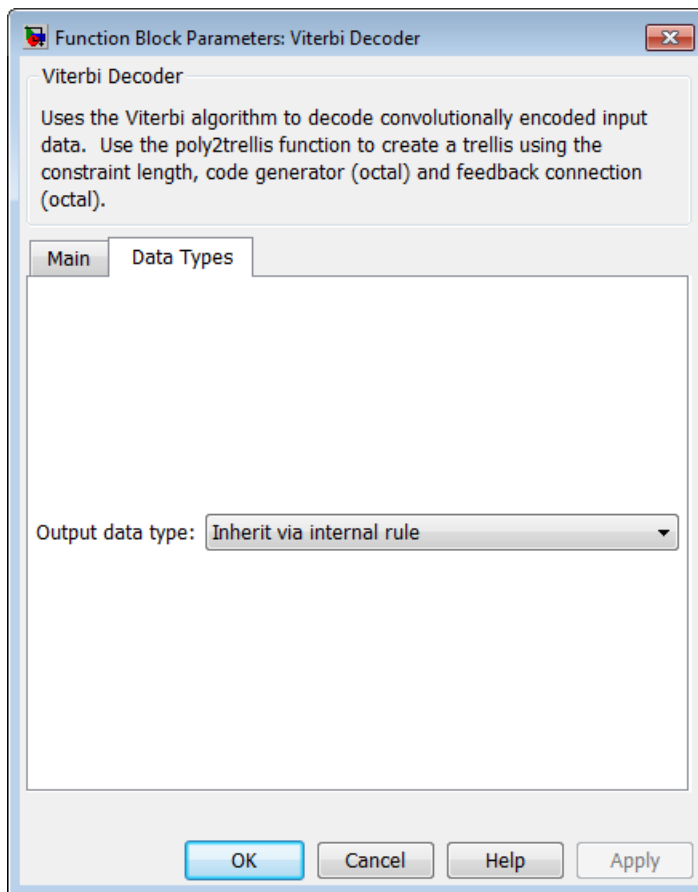 Function Block Parameters: Viterbi Decoder
Viterbi Decoder
Uses the Viterbi algorithm to decode convolutionally encoded input
data.  Use the poly2trellis function to create a trellis using the
constraint length, code generator (octal) and feedback connection
(octal).
Main Data Types
Output data type: Inherit via internal rule
OK Cancel Help Apply